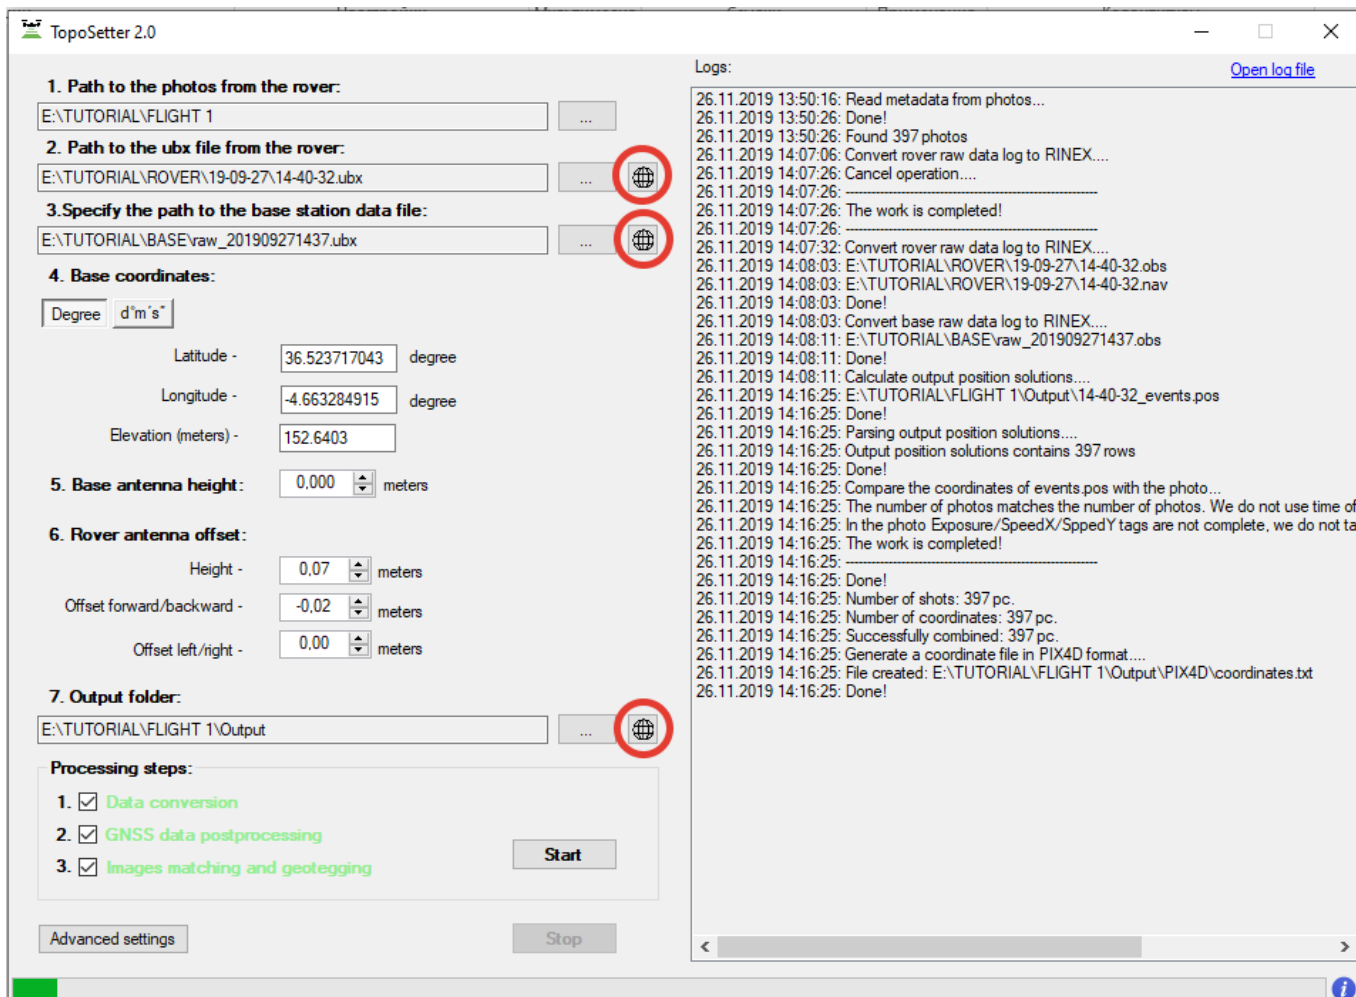 TopoSetter 2.0
1. Path to the photos from the rover:
E:\TUTORIAL\FLIGHT 1
...
2. Path to the ubx file from the rover:
E:\TUTORIAL\ROVER\19-09-27\14-40-32.ubx
...
3.Specify the path to the base station data file:
E:\TUTORIAL\BASE\raw_201909271437.ubx
...
4. Base coordinates:
Degree d°m's"
Latitude - 36.523717043 degree
Longitude - -4.663284915 degree
Elevation (meters) - 152.6403
5. Base antenna height: 0,000 meters
6. Rover antenna offset:
Height - 0,07 meters
Offset forward/backward - -0,02 meters
Offset left/right - 0,00 meters
7. Output folder:
E:\TUTORIAL\FLIGHT 1\Output
...
Processing steps:
1. Data conversion
2. GNSS data postprocessing
3. Images matching and geotegging
Start
Advanced settings
Stop
Logs:
Open log file
26.11.2019 13:50:16: Read metadata from photos...
26.11.2019 13:50:26: Done!
26.11.2019 13:50:26: Found 397 photos
26.11.2019 14:07:06: Convert rover raw data log to RINEX....
26.11.2019 14:07:26: Cancel operation....
26.11.2019 14:07:26: ------------------------------------------------------------
26.11.2019 14:07:26: The work is completed!
26.11.2019 14:07:26: ------------------------------------------------------------
26.11.2019 14:07:32: Convert rover raw data log to RINEX....
26.11.2019 14:08:03: E:\TUTORIAL\ROVER\19-09-27\14-40-32.obs
26.11.2019 14:08:03: E:\TUTORIAL\ROVER\19-09-27\14-40-32.nav
26.11.2019 14:08:03: Done!
26.11.2019 14:08:03: Convert base raw data log to RINEX....
26.11.2019 14:08:11: E:\TUTORIAL\BASE\raw_201909271437.obs
26.11.2019 14:08:11: Done!
26.11.2019 14:08:11: Calculate output position solutions....
26.11.2019 14:16:25: E:\TUTORIAL\FLIGHT 1\Output\14-40-32_events.pos
26.11.2019 14:16:25: Done!
26.11.2019 14:16:25: Parsing output position solutions....
26.11.2019 14:16:25: Output position solutions contains 397 rows
26.11.2019 14:16:25: Done!
26.11.2019 14:16:25: Compare the coordinates of events.pos with the photo...
26.11.2019 14:16:25: The number of photos matches the number of photos. We do not use time of
26.11.2019 14:16:25: In the photo Exposure/SpeedX/SppedY tags are not complete, we do not ta
26.11.2019 14:16:25: The work is completed!
26.11.2019 14:16:25: ------------------------------------------------------------
26.11.2019 14:16:25: Done!
26.11.2019 14:16:25: Number of shots: 397 pc.
26.11.2019 14:16:25: Number of coordinates: 397 pc.
26.11.2019 14:16:25: Successfully combined: 397 pc.
26.11.2019 14:16:25: Generate a coordinate file in PIX4D format....
26.11.2019 14:16:25: File created: E:\TUTORIAL\FLIGHT 1\Output\PIX4D\coordinates.txt
26.11.2019 14:16:25: Done!